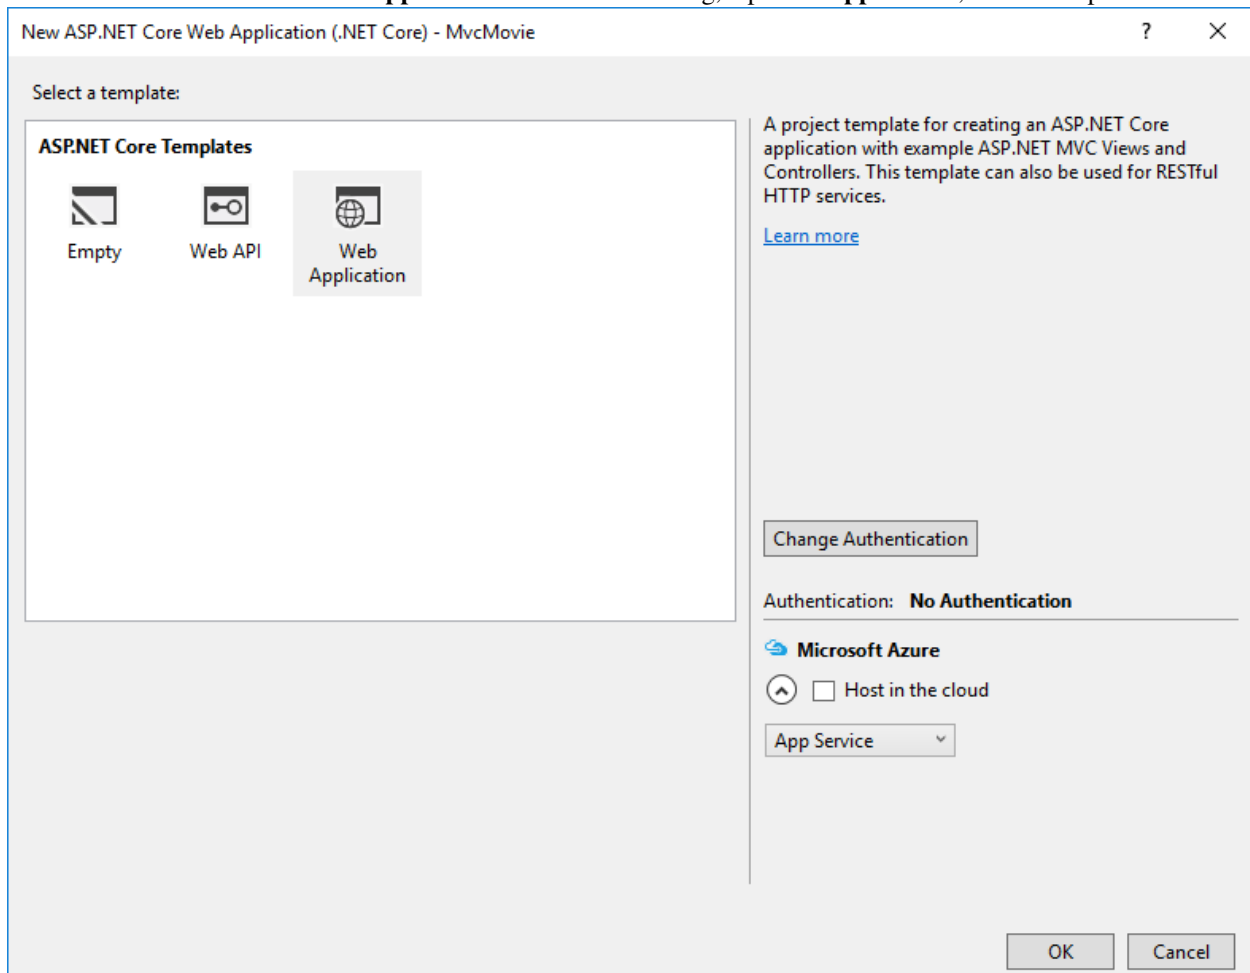 New ASP.NET Core Web Application (.NET Core) - MvcMovie
Select a template:
ASP.NET Core Templates
Empty
Web API
Web
Application
A project template for creating an ASP.NET Core
application with example ASP.NET MVC Views and
Controllers. This template can also be used for RESTful
HTTP services.
Learn more
Change Authentication
Authentication: No Authentication
Microsoft Azure
Host in the cloud
App Service
OK
Cancel